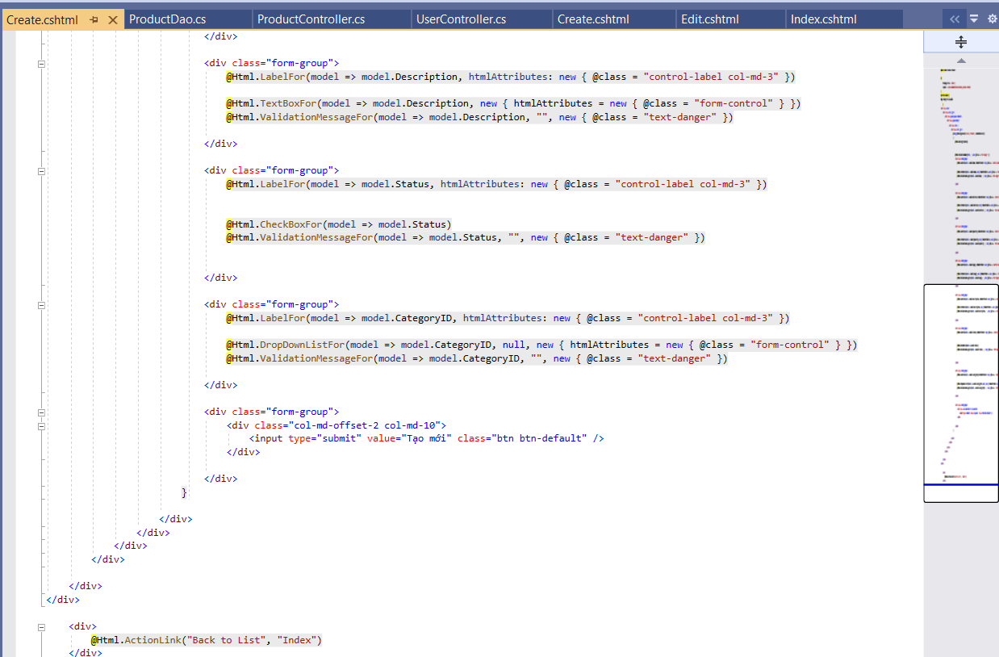 Create.cshtml ProductDao.cs ProductController.cs UserController.cs Create.cshtml Edit.cshtml Index.cshtml
</div>
<div class="form-group">
@Html.LabelFor(model => model.Description, htmlAttributes: new { @class = "control-label col-md-3" })
@Html.TextBoxFor(model => model.Description, new { htmlAttributes = new { @class = "form-control" } })
@Html.ValidationMessageFor(model => model.Description, "", new { @class = "text-danger" })
</div>
<div class="form-group">
@Html.LabelFor(model => model.Status, htmlAttributes: new { @class = "control-label col-md-3" })
@Html.CheckBoxFor(model => model.Status)
@Html.ValidationMessageFor(model => model.Status, "", new { @class = "text-danger" })
</div>
<div class="form-group">
@Html.LabelFor(model => model.CategoryID, htmlAttributes: new { @class = "control-label col-md-3" })
@Html.DropDownListFor(model => model.CategoryID, null, new { htmlAttributes = new { @class = "form-control" } })
@Html.ValidationMessageFor(model => model.CategoryID, "", new { @class = "text-danger" })
</div>
<div class="form-group">
<div class="col-md-offset-2 col-md-10">
<input type="submit" value="Tạo mới" class="btn btn-default" />
</div>
</div>
}
</div>
</div>
</div>
</div>
</div>
</div>
<div>
@Html.ActionLink("Back to List", "Index")
</div>